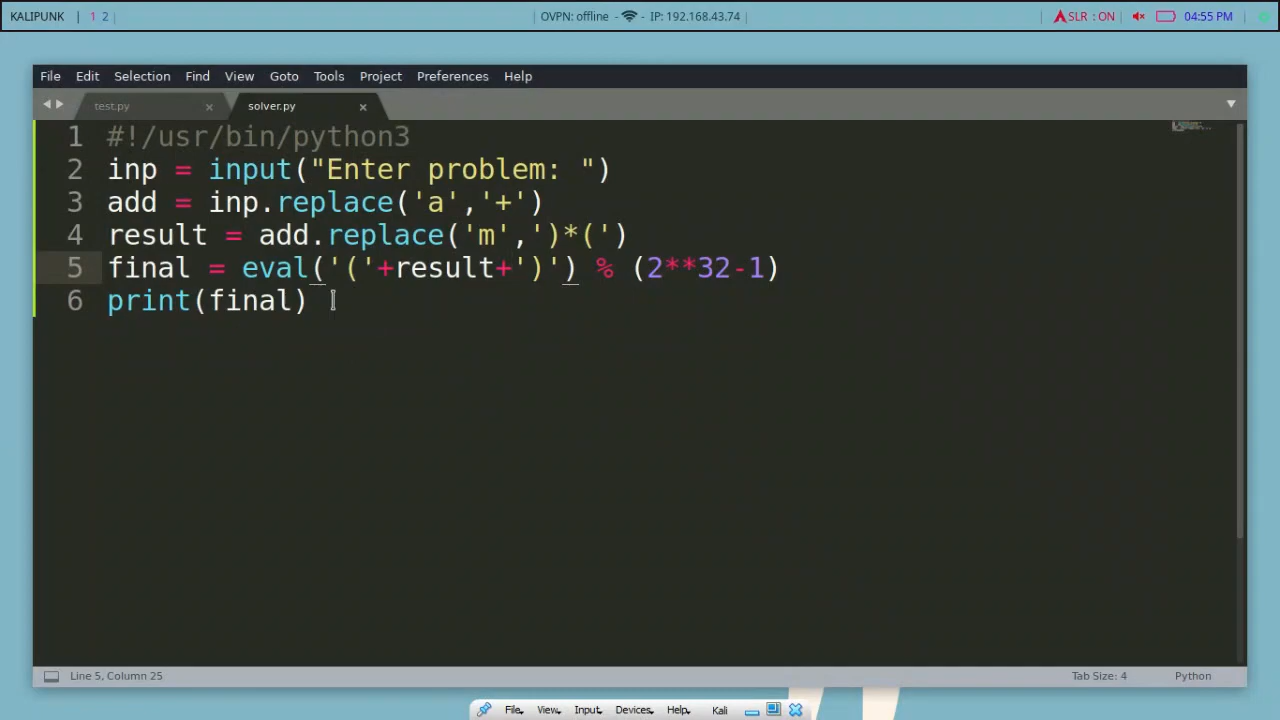 KALIPUNK | 1 2 |
| OVPN: offline - - IP: 192.168.43.74 |
| SLR : ON | 04:55 PM
File Edit Selection Find View Goto Tools Project Preferences Help
test.py × solver.py ×
1 #!/usr/bin/python3
2 inp = input("Enter problem: ")
3 add = inp.replace('a','+')
4 result = add.replace('m',')*(')
5 final = eval('('+result+')') % (2**32-1)
6 print(final)
Line 5, Column 25 Tab Size: 4 Python
File View Input Devices Help Kali